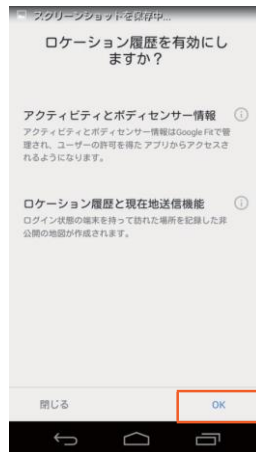 スクリーンショットを保存中...
ロケーション履歴を有効にし
ますか？
アクティビティとボディセンサー情報
アクティビティとボディセンサー情報はGoogle Fitで管
理され、ユーザーの許可を得た アプリからアクセスさ
れるようになります。
ロケーション履歴と現在地送信機能
ログイン状態の端末を持って訪れた場所を記録した非
公開の地図が作成されます。
閉じる
OK